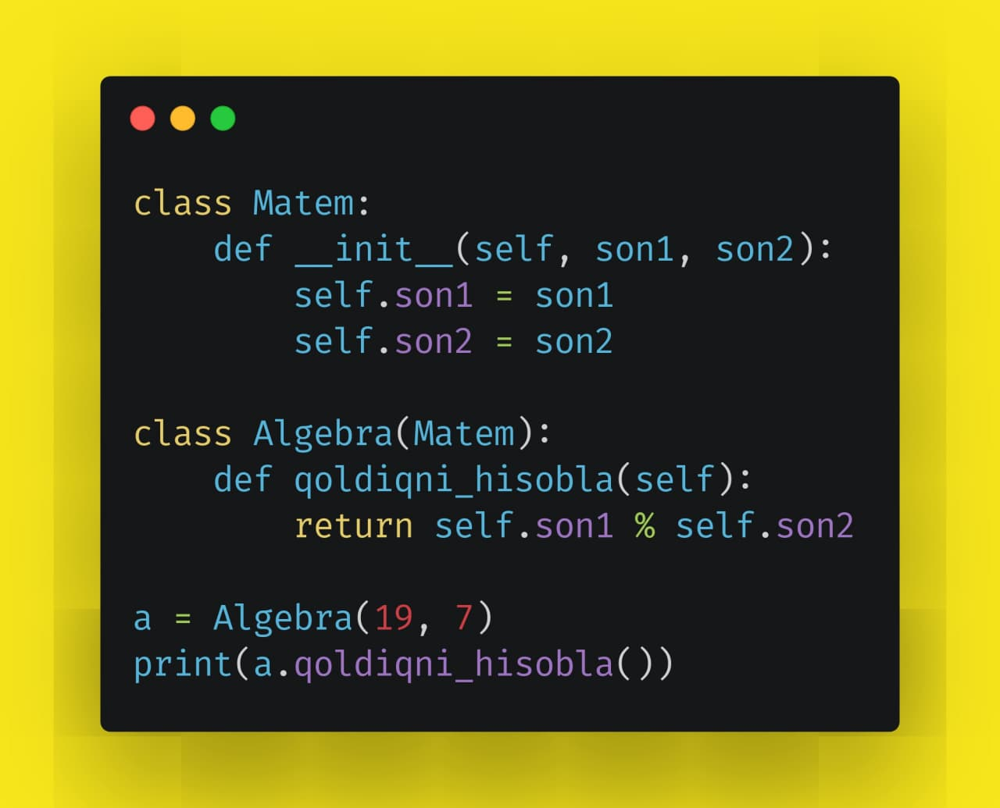 class Matem:
    def __init__(self, son1, son2):
        self.son1 = son1
        self.son2 = son2

class Algebra(Matem):
    def qoldiqni_hisobla(self):
        return self.son1 % self.son2

a = Algebra(19, 7)
print(a.qoldiqni_hisobla())